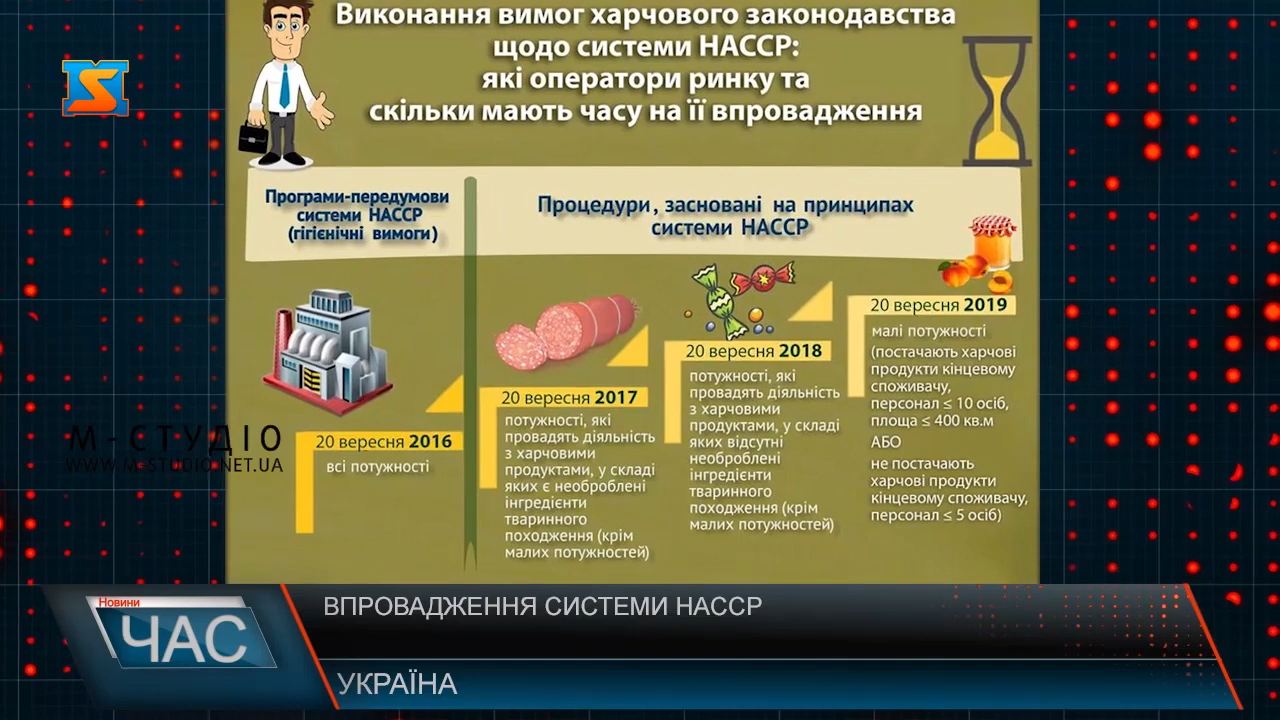 Виконання вимог харчового законодавства
щодо системи НАССР:
які оператори ринку та
скільки мають часу на її впровадження
Програми-передумови
системи НАССР
(гігієнічні вимоги)
Процедури, засновані на принципах
системи НАССР
20 вересня 2016
всі потужності
20 вересня 2017
потужності, які
провадять діяльність
з харчовими
продуктами, у складі
яких є необроблені
інгредієнти
тваринного
походження (крім
малих потужностей)
20 вересня 2018
потужності, які
провадять діяльність
з харчовими
продуктами, у складі
яких відсутні
необроблені
інгредієнти
тваринного
походження (крім
малих потужностей)
20 вересня 2019
малі потужності
(постачають харчові
продукти кінцевому
споживачу,
персонал ≤ 10 осіб,
площа ≤ 400 кв.м
АБО
не постачають
харчові продукти
кінцевому споживачу,
персонал ≤ 5 осіб)
М-СТУДІО
WWW.M-STUDIO.NET.UA
Новини
ЧАС
ВПРОВАДЖЕННЯ СИСТЕМИ НАССР
УКРАЇНА